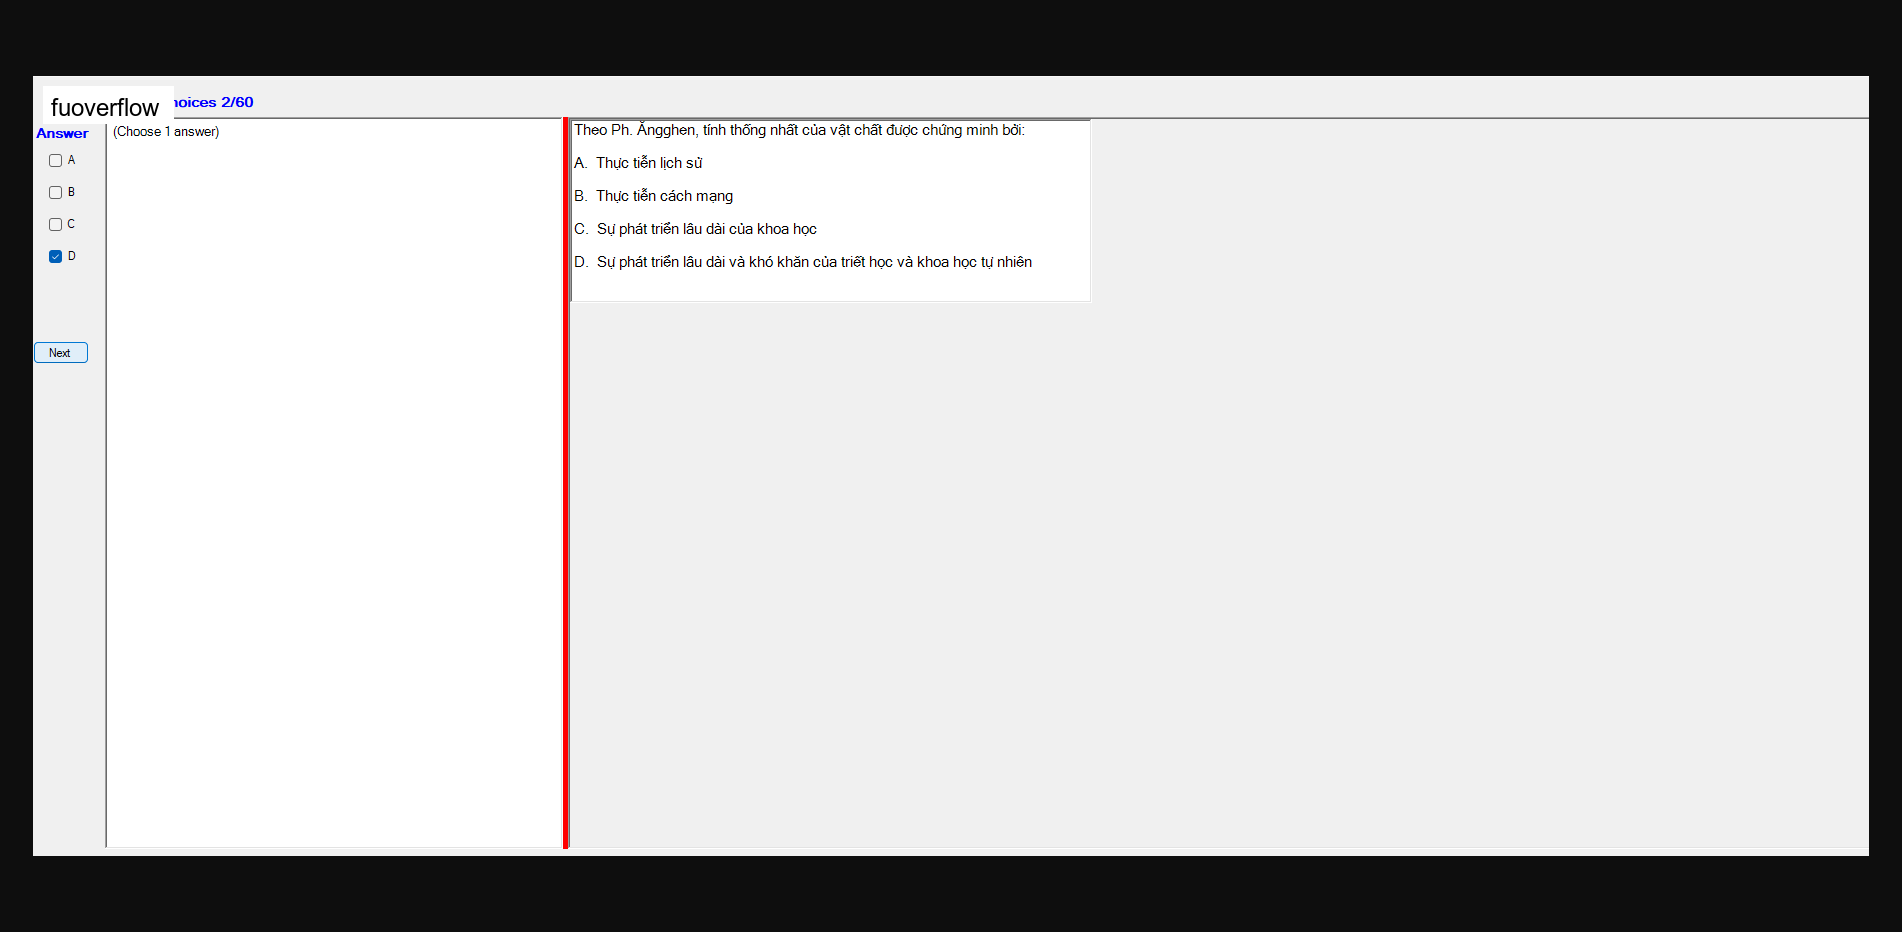 fuoverflow
hoices 2/60
Answer
(Choose 1 answer)
A
B
C
D
Next
Theo Ph. Ăngghen, tính thống nhất của vật chất được chứng minh bởi:
A. Thực tiễn lịch sử
B. Thực tiễn cách mạng
C. Sự phát triển lâu dài của khoa học
D. Sự phát triển lâu dài và khó khăn của triết học và khoa học tự nhiên